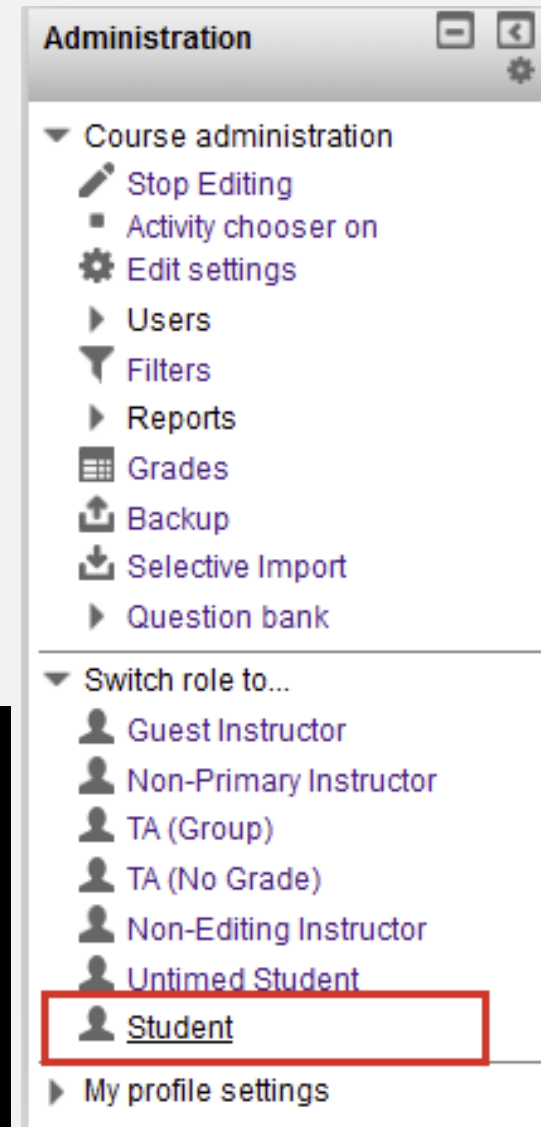 Administration
Course administration
Stop Editing
Activity chooser on
Edit settings
Users
Filters
Reports
Grades
Backup
Selective Import
Question bank
Switch role to...
Guest Instructor
Non-Primary Instructor
TA (Group)
TA (No Grade)
Non-Editing Instructor
Untimed Student
Student
My profile settings